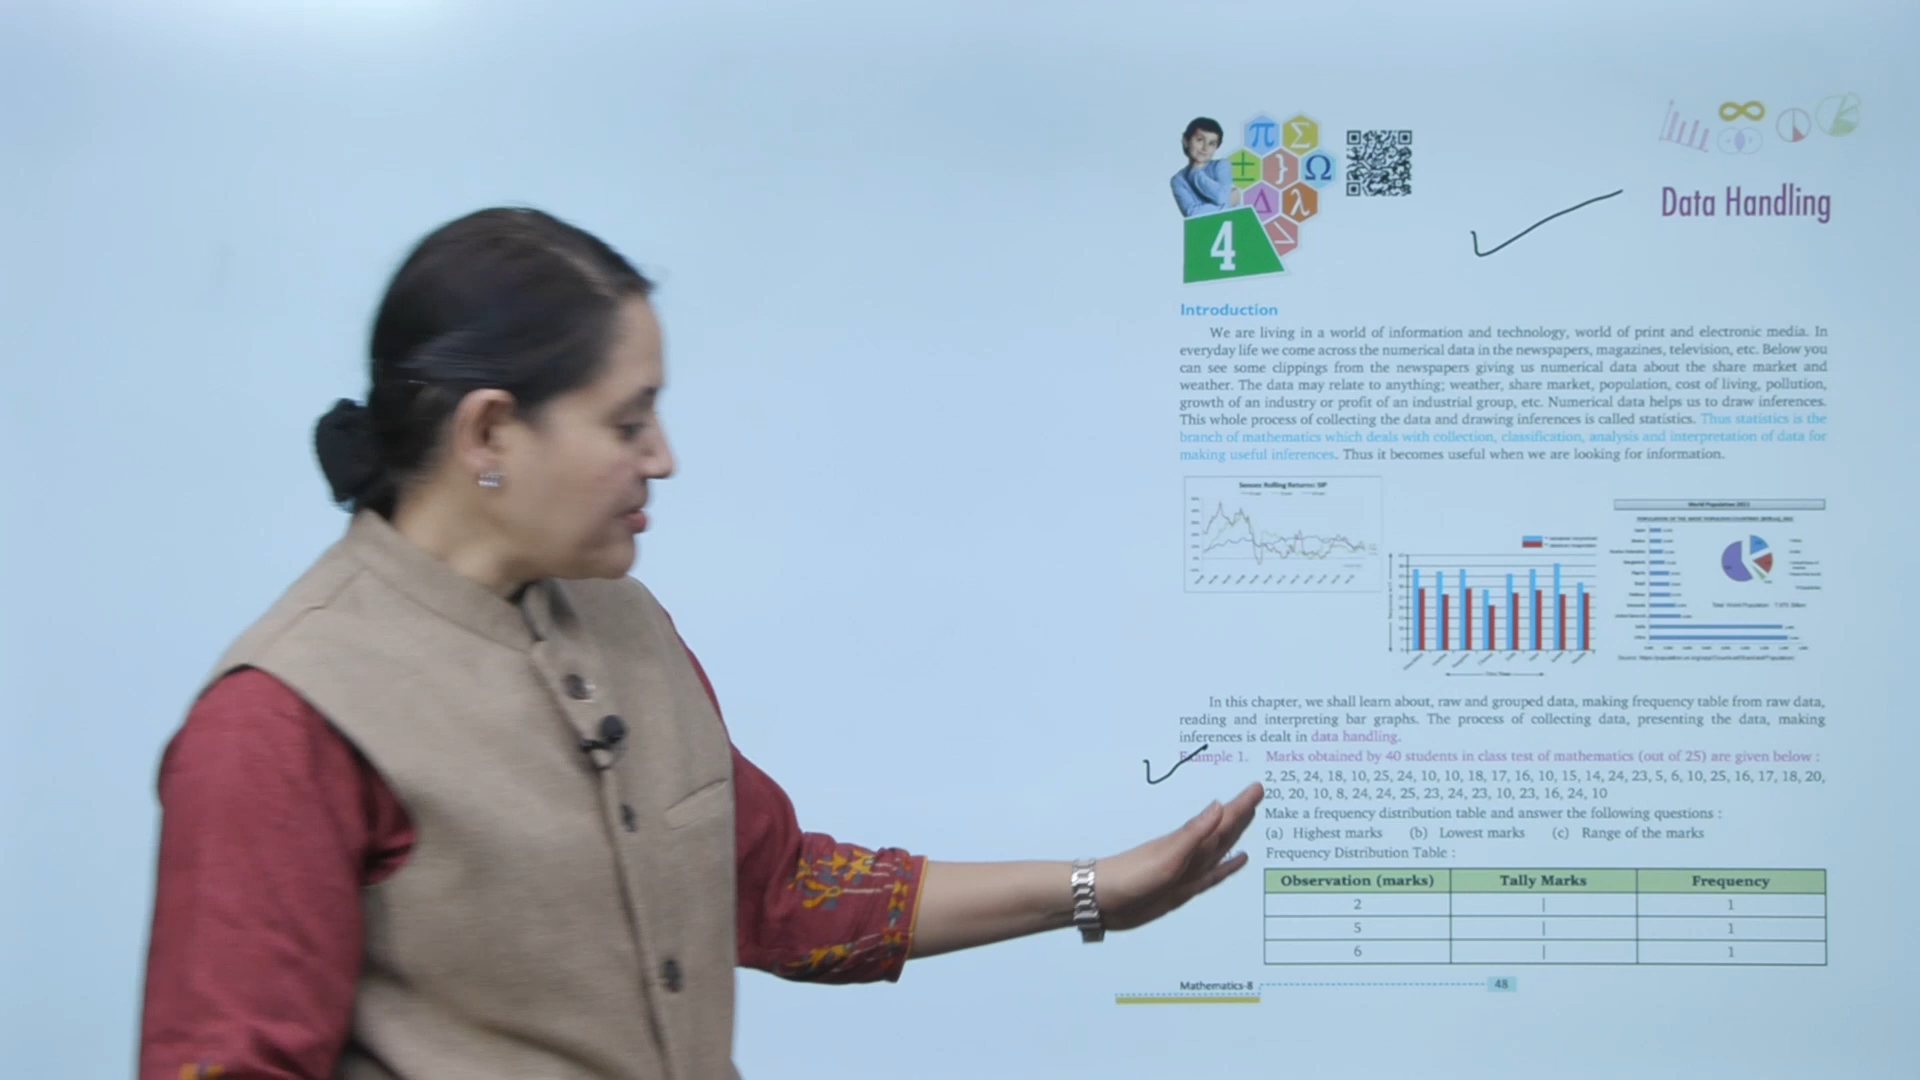 π Σ
± } Ω
Δ λ
4 >
Data Handling
Introduction
We are living in a world of information and technology, world of print and electronic media. In
everyday life we come across the numerical data in the newspapers, magazines, television, etc. Below you
can see some clippings from the newspapers giving us numerical data about the share market and
weather. The data may relate to anything; weather, share market, population, cost of living, pollution,
growth of an industry or profit of an industrial group, etc. Numerical data helps us to draw inferences.
This whole process of collecting the data and drawing inferences is called statistics. Thus statistics is the
branch of mathematics which deals with collection, classification, analysis and interpretation of data for
making useful inferences. Thus it becomes useful when we are looking for information.
Sensex Rolling Returns: SIP
World Population 2021
In this chapter, we shall learn about, raw and grouped data, making frequency table from raw data,
reading and interpreting bar graphs. The process of collecting data, presenting the data, making
inferences is dealt in data handling.
Example 1. Marks obtained by 40 students in class test of mathematics (out of 25) are given below :
2, 25, 24, 18, 10, 25, 24, 10, 10, 18, 17, 16, 10, 15, 14, 24, 23, 5, 6, 10, 25, 16, 17, 18, 20,
20, 20, 10, 8, 24, 24, 25, 23, 24, 23, 10, 23, 16, 24, 10
Make a frequency distribution table and answer the following questions :
(a) Highest marks (b) Lowest marks (c) Range of the marks
Frequency Distribution Table :
Observation (marks) Tally Marks Frequency
2 | 1
5 | 1
6 | 1
Mathematics-8 48